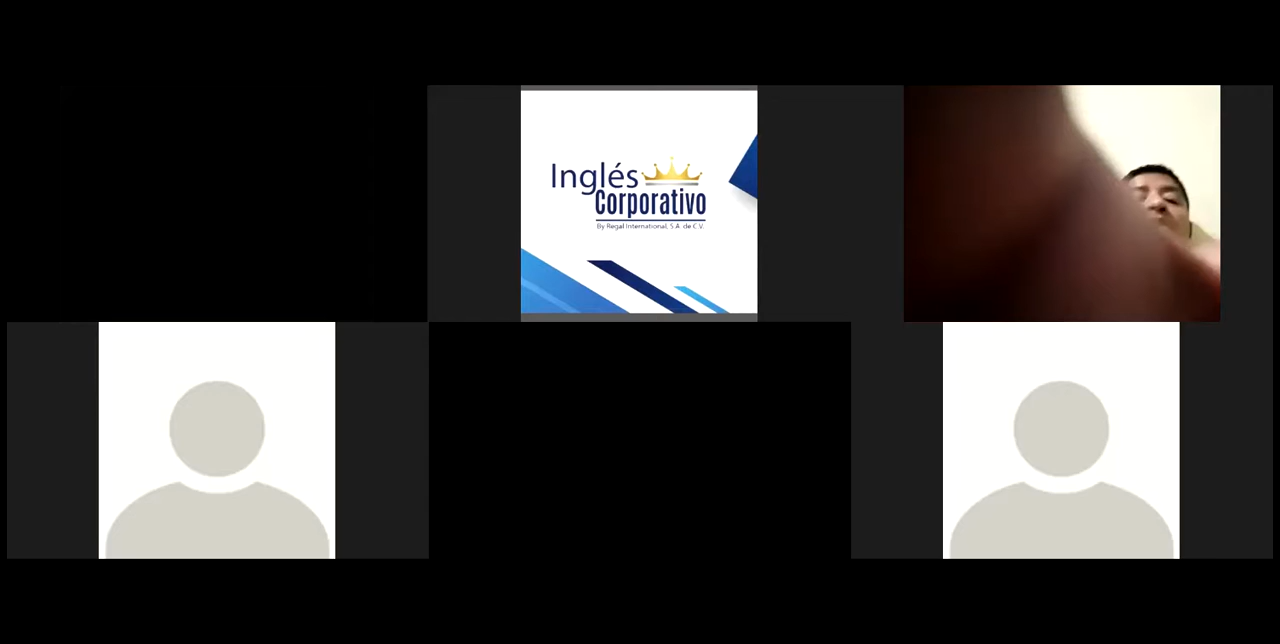 Inglés
Corporativo
By Regal International, S.A. de C.V.